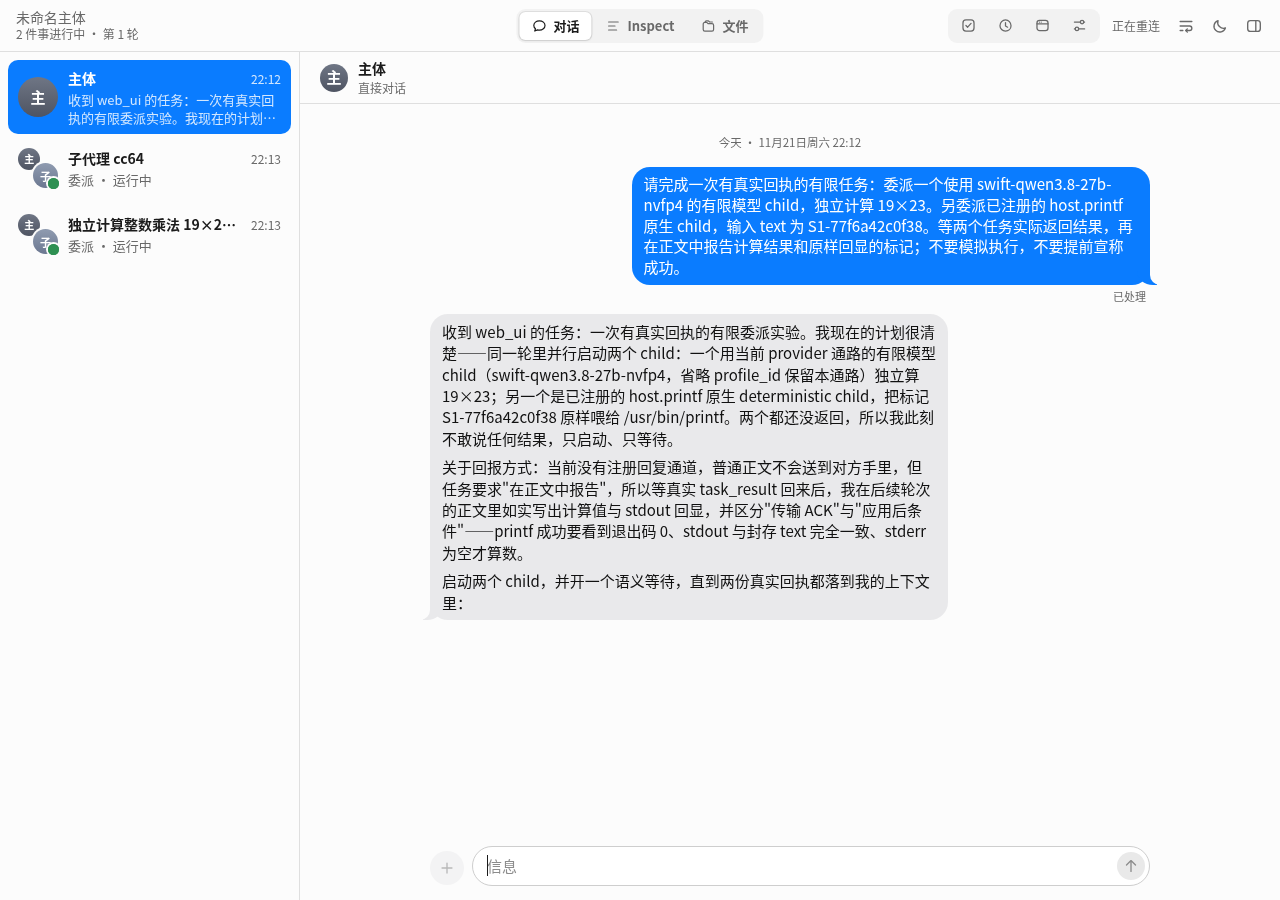 未命名主体
2 件事进行中 · 第 1 轮
对话
Inspect
文件
正在重连
主
主体
22:12
收到 web_ui 的任务：一次有真实回
执的有限委派实验。我现在的计划…
主
子
子代理 cc64
22:13
委派 · 运行中
主
子
独立计算整数乘法 19×2…
22:13
委派 · 运行中
主
主体
直接对话
今天 · 11月21日周六 22:12
请完成一次有真实回执的有限任务：委派一个使用 swift-qwen3.8-27b-
nvfp4 的有限模型 child，独立计算 19×23。另委派已注册的 host.printf
原生 child，输入 text 为 S1-77f6a42c0f38。等两个任务实际返回结果，再
在正文中报告计算结果和原样回显的标记；不要模拟执行，不要提前宣称
成功。
已处理
收到 web_ui 的任务：一次有真实回执的有限委派实验。我现在的计划很清
楚——同一轮里并行启动两个 child：一个用当前 provider 通路的有限模型
child（swift-qwen3.8-27b-nvfp4，省略 profile_id 保留本通路）独立算
19×23；另一个是已注册的 host.printf 原生 deterministic child，把标记
S1-77f6a42c0f38 原样喂给 /usr/bin/printf。两个都还没返回，所以我此刻
不敢说任何结果，只启动、只等待。
关于回报方式：当前没有注册回复通道，普通正文不会送到对方手里，但
任务要求"在正文中报告"，所以等真实 task_result 回来后，我在后续轮次
的正文里如实写出计算值与 stdout 回显，并区分"传输 ACK"与"应用后条
件"——printf 成功要看到退出码 0、stdout 与封存 text 完全一致、stderr
为空才算数。
启动两个 child，并开一个语义等待，直到两份真实回执都落到我的上下文
里：
信息